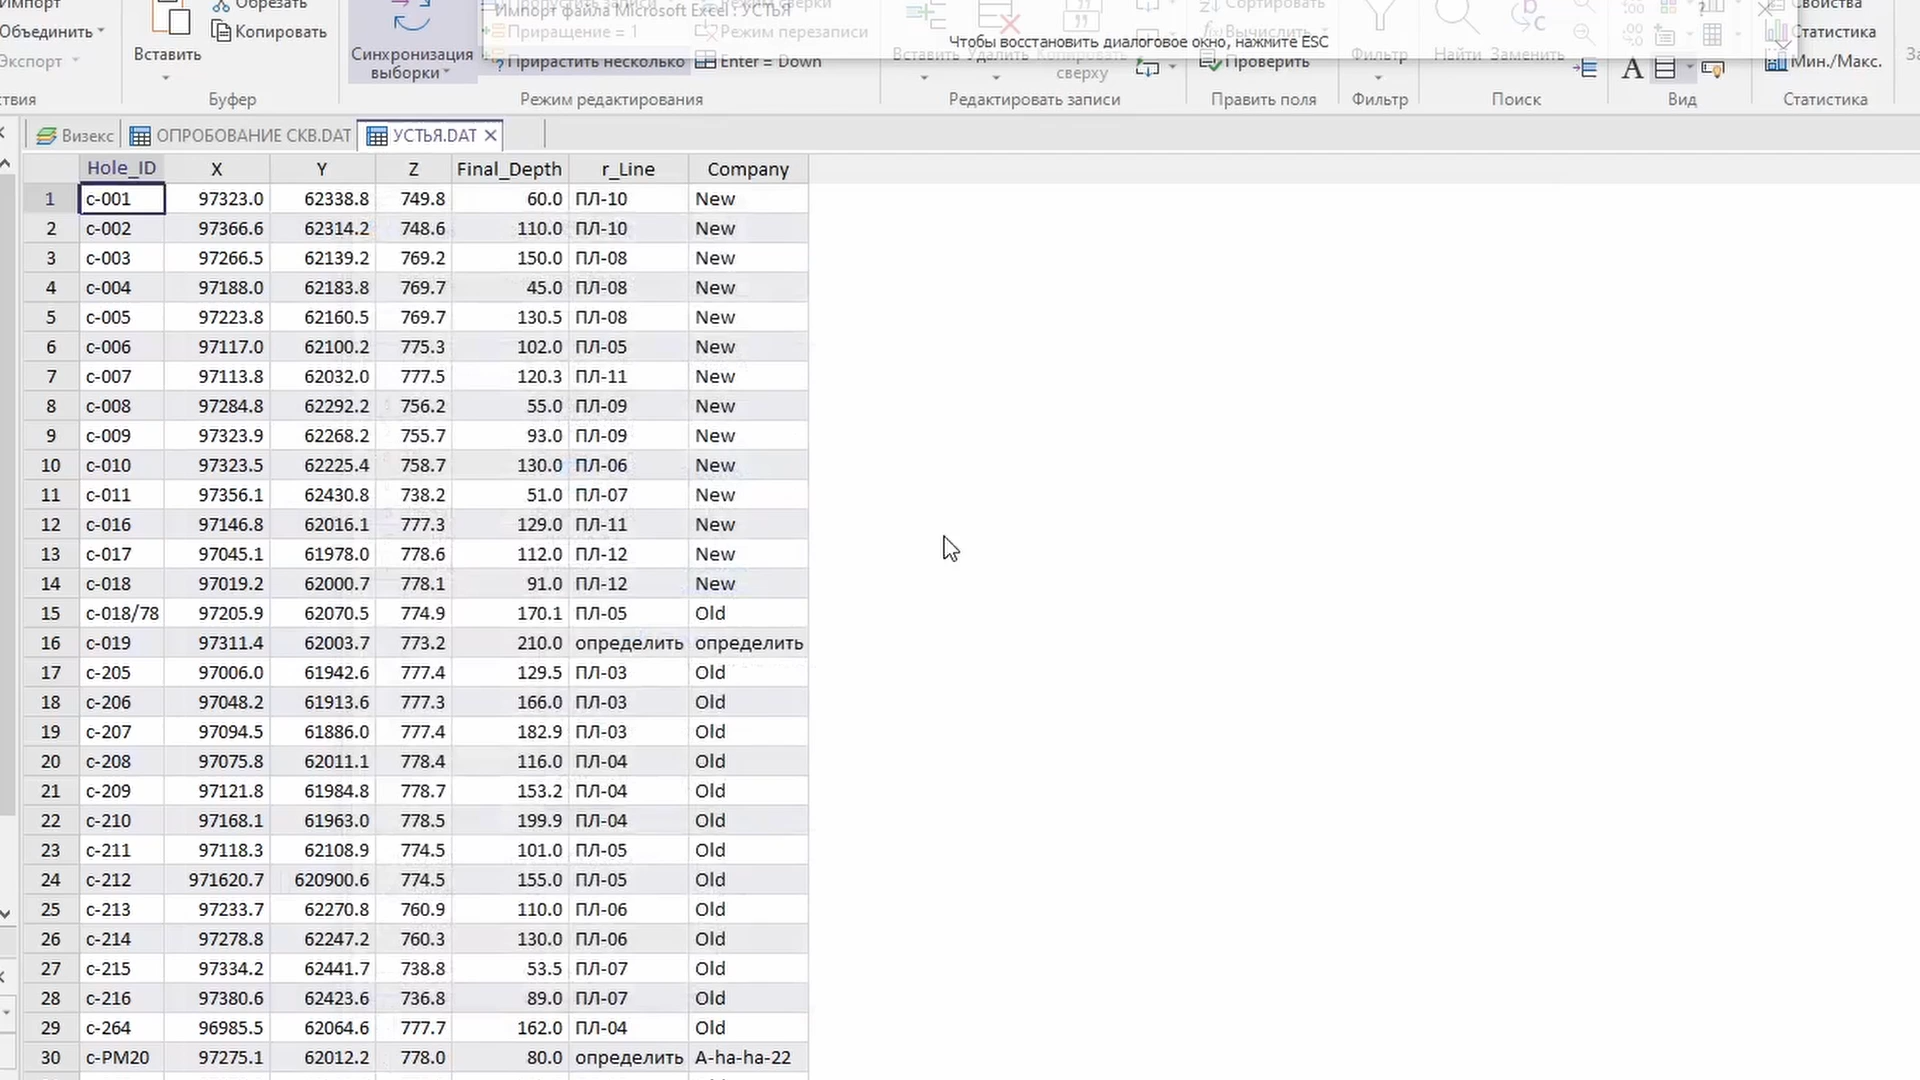 Импорт файла Microsoft Excel : УСТЬЯ
Чтобы восстановить диалоговое окно, нажмите ESC
Импорт
Объединить
Экспорт
Вставить
Обрезать
Копировать
Буфер
Синхронизация
выборки
Приращение = 1
Прирастить несколько
Режим сверки
Режим перезаписи
Enter = Down
Режим редактирования
Вставить
Удалить
Копировать
сверху
Редактировать записи
Сортировать
Вычислить
Проверить
Править поля
Фильтр
Фильтр
Найти
Заменить
Поиск
Вид
Свойства
Статистика
Мин./Макс.
Статистика
Визекс
ОПРОБОВАНИЕ СКВ.DAT
УСТЬЯ.DAT
Hole_ID X Y Z Final_Depth r_Line Company
1 с-001 97323.0 62338.8 749.8 60.0 ПЛ-10 New
2 с-002 97366.6 62314.2 748.6 110.0 ПЛ-10 New
3 с-003 97266.5 62139.2 769.2 150.0 ПЛ-08 New
4 с-004 97188.0 62183.8 769.7 45.0 ПЛ-08 New
5 с-005 97223.8 62160.5 769.7 130.5 ПЛ-08 New
6 с-006 97117.0 62100.2 775.3 102.0 ПЛ-05 New
7 с-007 97113.8 62032.0 777.5 120.3 ПЛ-11 New
8 с-008 97284.8 62292.2 756.2 55.0 ПЛ-09 New
9 с-009 97323.9 62268.2 755.7 93.0 ПЛ-09 New
10 с-010 97323.5 62225.4 758.7 130.0 ПЛ-06 New
11 с-011 97356.1 62430.8 738.2 51.0 ПЛ-07 New
12 с-016 97146.8 62016.1 777.3 129.0 ПЛ-11 New
13 с-017 97045.1 61978.0 778.6 112.0 ПЛ-12 New
14 с-018 97019.2 62000.7 778.1 91.0 ПЛ-12 New
15 с-018/78 97205.9 62070.5 774.9 170.1 ПЛ-05 Old
16 с-019 97311.4 62003.7 773.2 210.0 определить определить
17 с-205 97006.0 61942.6 777.4 129.5 ПЛ-03 Old
18 с-206 97048.2 61913.6 777.3 166.0 ПЛ-03 Old
19 с-207 97094.5 61886.0 777.4 182.9 ПЛ-03 Old
20 с-208 97075.8 62011.1 778.4 116.0 ПЛ-04 Old
21 с-209 97121.8 61984.8 778.7 153.2 ПЛ-04 Old
22 с-210 97168.1 61963.0 778.5 199.9 ПЛ-04 Old
23 с-211 97118.3 62108.9 774.5 101.0 ПЛ-05 Old
24 с-212 971620.7 620900.6 774.5 155.0 ПЛ-05 Old
25 с-213 97233.7 62270.8 760.9 110.0 ПЛ-06 Old
26 с-214 97278.8 62247.2 760.3 130.0 ПЛ-06 Old
27 с-215 97334.2 62441.7 738.8 53.5 ПЛ-07 Old
28 с-216 97380.6 62423.6 736.8 89.0 ПЛ-07 Old
29 с-264 96985.5 62064.6 777.7 162.0 ПЛ-04 Old
30 с-РМ20 97275.1 62012.2 778.0 80.0 определить A-ha-ha-22